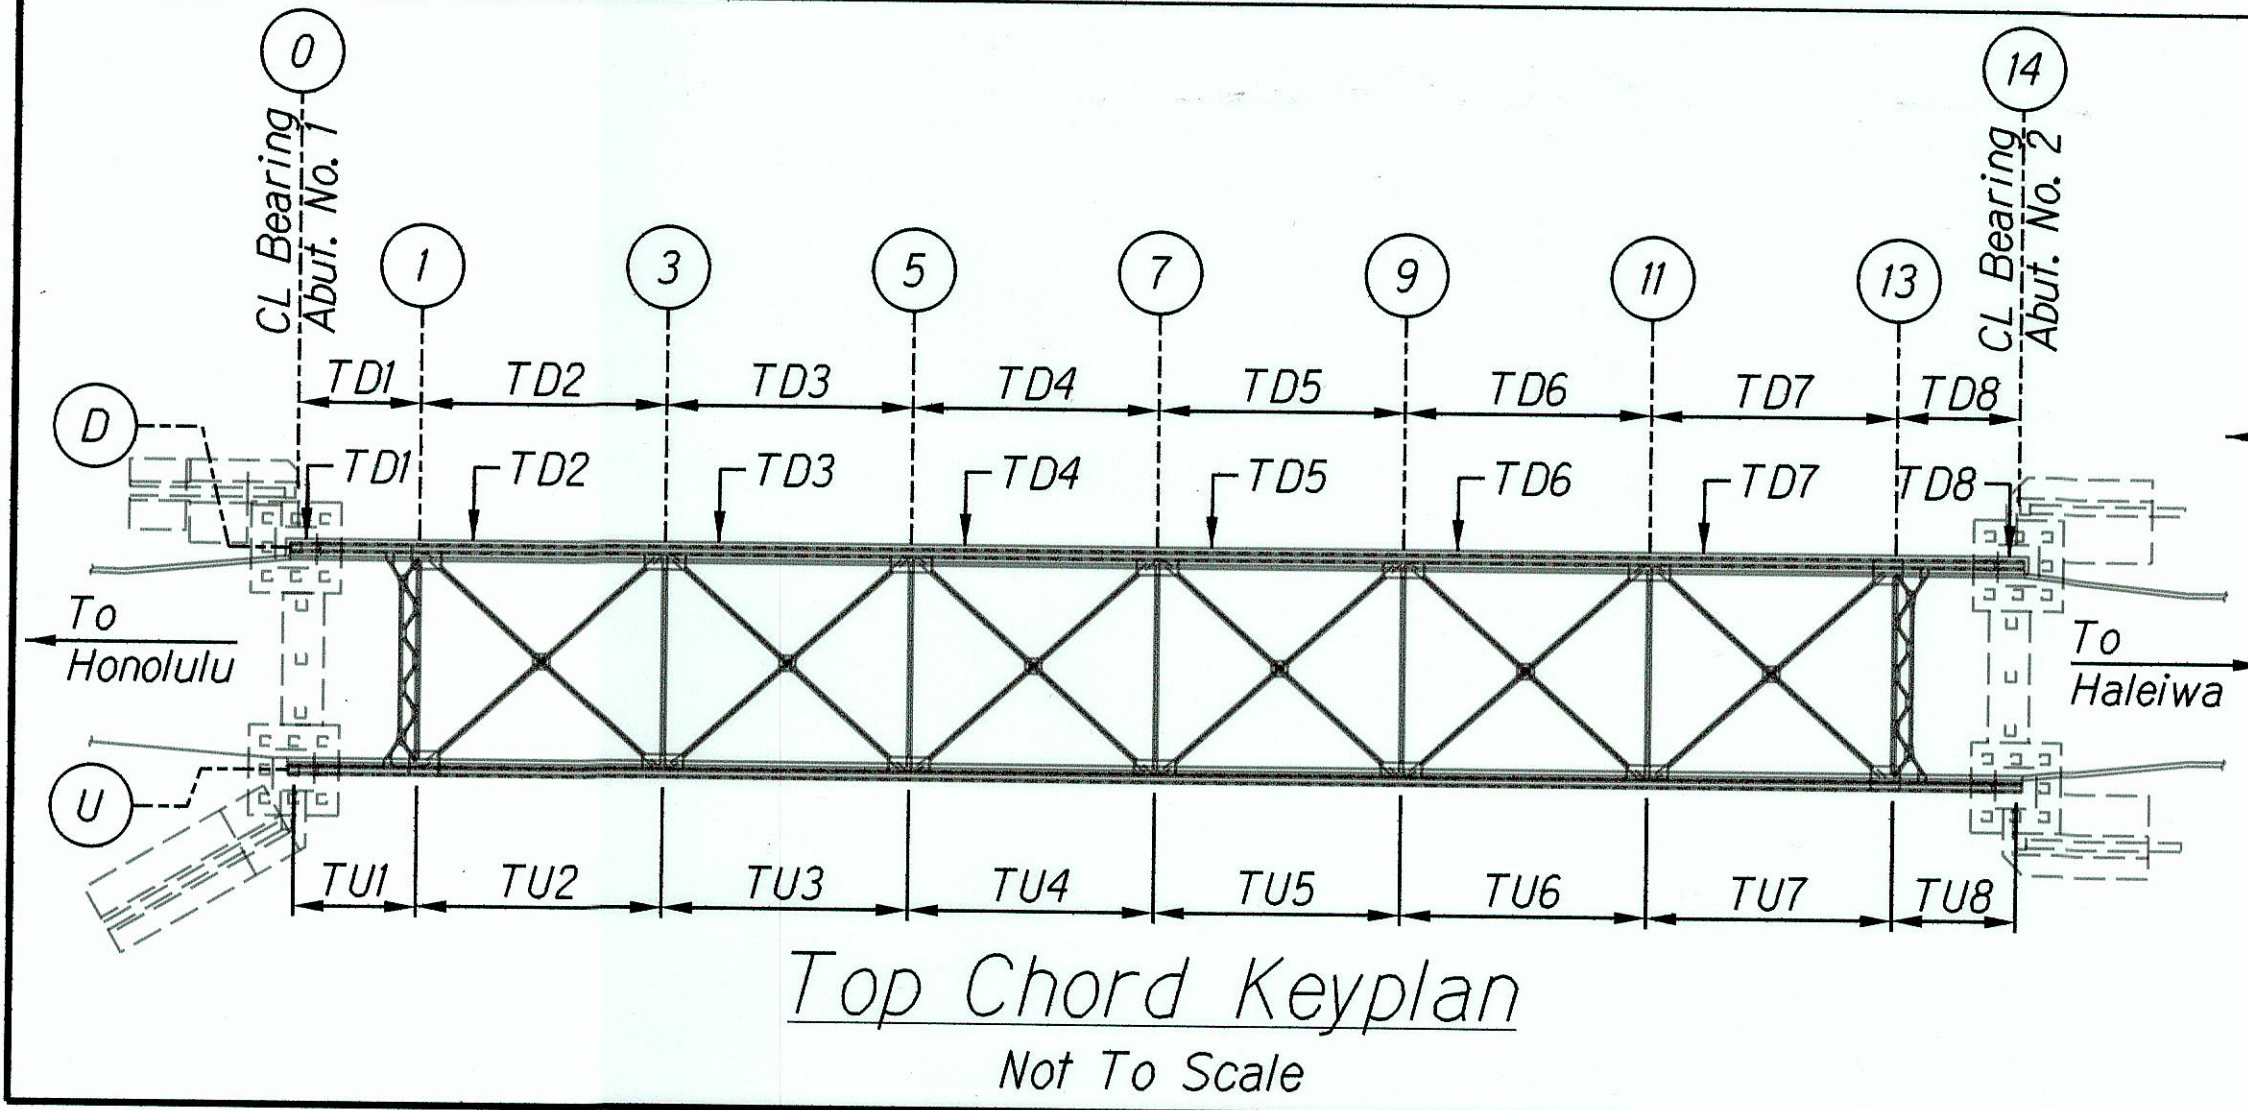 0
14
CL Bearing
Abut. No. 1
CL Bearing
Abut. No. 2
1
3
5
7
9
11
13
TD1
TD2
TD3
TD4
TD5
TD6
TD7
TD8
D
TD1
TD2
TD3
TD4
TD5
TD6
TD7
TD8
To
Honolulu
To
Haleiwa
U
TU1
TU2
TU3
TU4
TU5
TU6
TU7
TU8
Top Chord Keyplan
Not To Scale